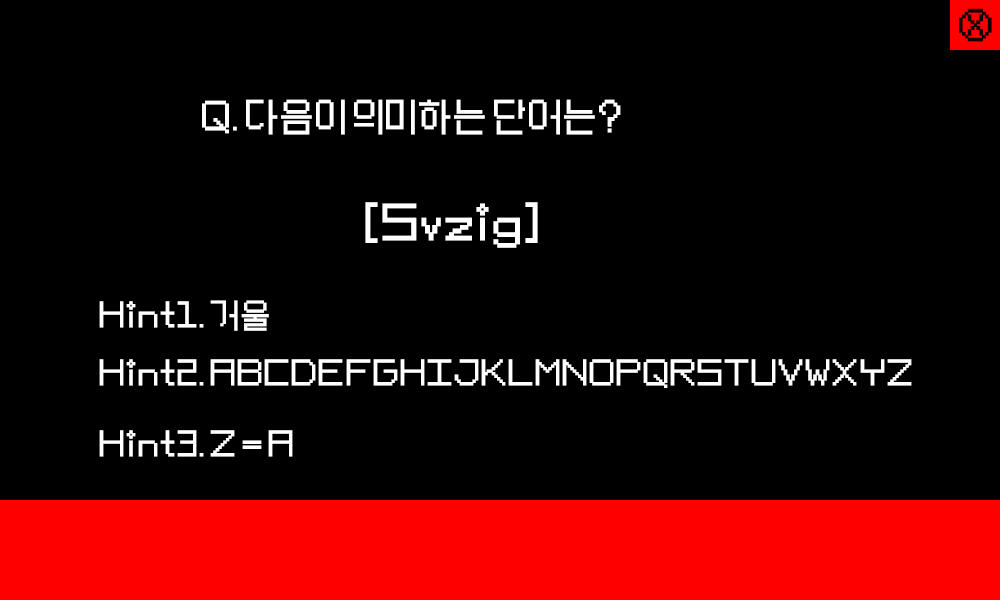 Q. 다음이 의미하는 단어는?
[Svzig]
Hint1. 거울
Hint2. ABCDEFGHIJKLMNOPQRSTUVWXYZ
Hint3. Z = A